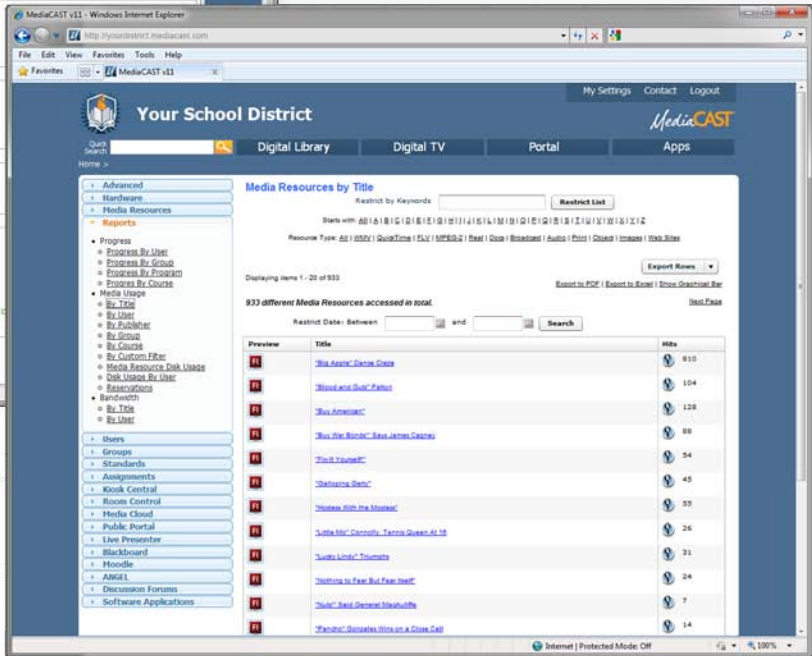 MediaCAST v11 - Windows Internet Explorer
http://yourdistrict.mediacast.com
File Edit View Favorites Tools Help
Favorites MediaCAST v11
My Settings Contact Logout
Your School District
MediaCAST
Quick Search
Digital Library Digital TV Portal Apps
Home >
Advanced
Hardware
Media Resources
Reports
Progress
Progress By User
Progress By Group
Progress By Program
Progres By Course
Media Usage
By Title
By User
By Publisher
By Group
By Course
By Custom Filter
Media Resource Disk Usage
Disk Usage By User
Reservations
Bandwidth
By Title
By User
Users
Groups
Standards
Assignments
Kiosk Central
Room Control
Media Cloud
Public Portal
Live Presenter
Blackboard
Moodle
ANGEL
Discussion Forums
Software Applications
Media Resources by Title
Restrict by Keywords Restrict List
Starts with: All | A | B | C | D | E | F | G | H | I | J | K | L | M | N | O | P | Q | R | S | T | U | V | W | X | Y | Z
Resource Type: All | WMV | QuickTime | FLV | MPEG-2 | Real | Docs | Broadcast | Audio | Print | Object | Images | Web Sites
Export Rows
Displaying items 1 - 20 of 933
Export to PDF | Export to Excel | Show Graphical Bar
933 different Media Resources accessed in total.
Next Page
Restrict Date: Between and Search
Preview Title Hits
"Big Apple" Dance Craze 810
"Blood and Guts" Patton 104
"Buy American" 128
"Buy War Bonds" Says James Cagney 88
"Fix-It Yourself" 54
"Galloping Gerty" 45
"Hostess With the Mostess" 55
"Little Mo" Connolly: Tennis Queen At 18 26
"Lucky Lindy" Triumphs 31
"Nothing to Fear But Fear Itself" 24
"Nuts" Said General 7
"Pancho" Gonzales Wins on a Close Call 14
Internet | Protected Mode: Off 100%